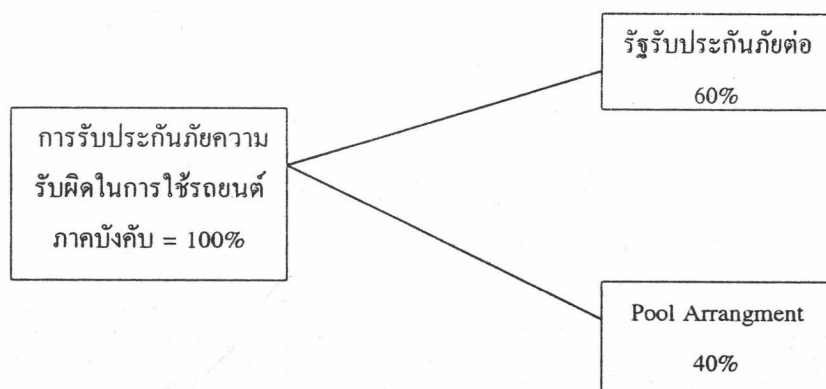 รัฐรับประกันภัยต่อ
60%
การรับประกันภัยความ
รับผิดในการใช้รถยนต์
ภาคบังคับ = 100%
Pool Arrangment
40%